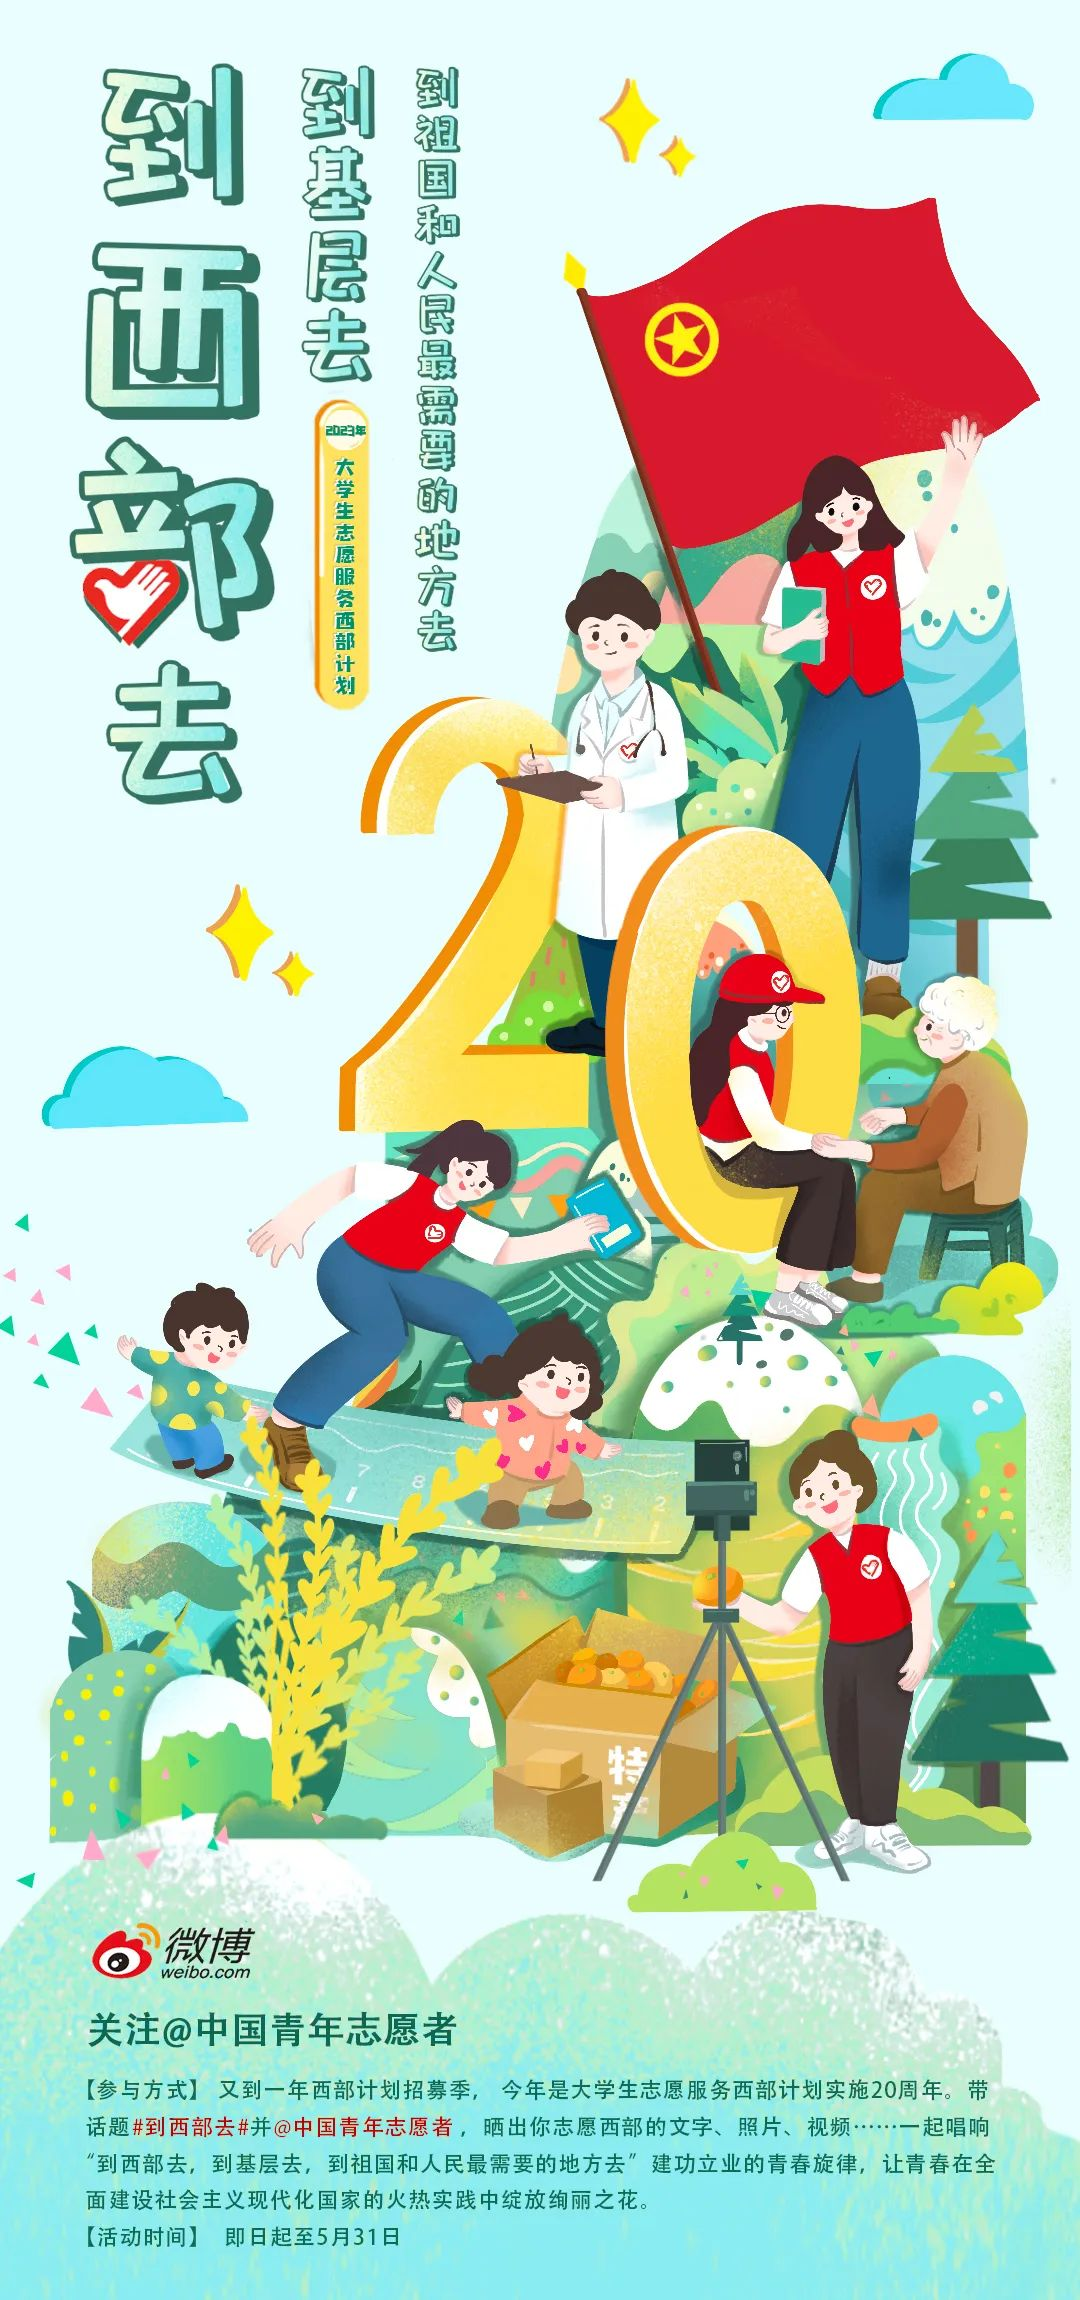 到西部去
到基层去
2023年
大学生志愿服务西部计划
到祖国和人民最需要的地方去
20
7
8
3
2
特产
微博
weibo.com
关注@中国青年志愿者
【参与方式】 又到一年西部计划招募季， 今年是大学生志愿服务西部计划实施20周年。带
话题#到西部去#并@中国青年志愿者，晒出你志愿西部的文字、照片、视频……一起唱响
“到西部去，到基层去，到祖国和人民最需要的地方去”建功立业的青春旋律，让青春在全
面建设社会主义现代化国家的火热实践中绽放绚丽之花。
【活动时间】 即日起至5月31日